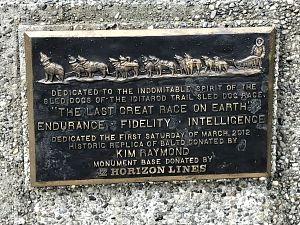 DEDICATED TO THE INDOMITABLE SPIRIT OF THE
SLED DOGS OF THE IDITAROD TRAIL SLED DOG RACE,
"THE LAST GREAT RACE ON EARTH"
ENDURANCE · FIDELITY · INTELLIGENCE
DEDICATED THE FIRST SATURDAY OF MARCH, 2012
HISTORIC REPLICA OF BALTO DONATED BY
KIM RAYMOND
MONUMENT BASE DONATED BY
HORIZON LINES